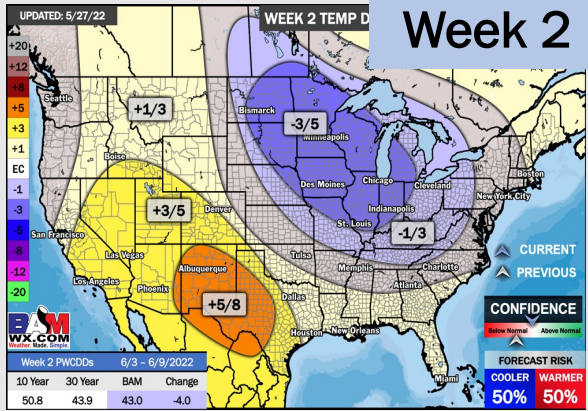 UPDATED: 5/27/22
WEEK 2 TEMP D
Week 2
+20
+12
+8
+5
+3
+1
EC
-1
-3
-5
-8
-12
-20
Seattle
+1/3
Bismarck
-3/5
Minneapolis
Boise
Des Moines
Chicago
Cleveland
Boston
New York City
+3/5
Denver
Indianapolis
St. Louis
-1/3
San Francisco
Las Vegas
Tulsa
Memphis
Charlotte
Albuquerque
Los Angeles
Phoenix
Atlanta
+5/8
Dallas
Houston
New Orleans
Miami
CURRENT
PREVIOUS
CONFIDENCE
Below Normal
Above Normal
FORECAST RISK
COOLER
WARMER
50%
50%
BAM
WX.COM
Weather. Made. Simple.
Week 2 PWCDDs 6/3 – 6/9/2022
10 Year 30 Year BAM Change
50.8 43.9 43.0 -4.0